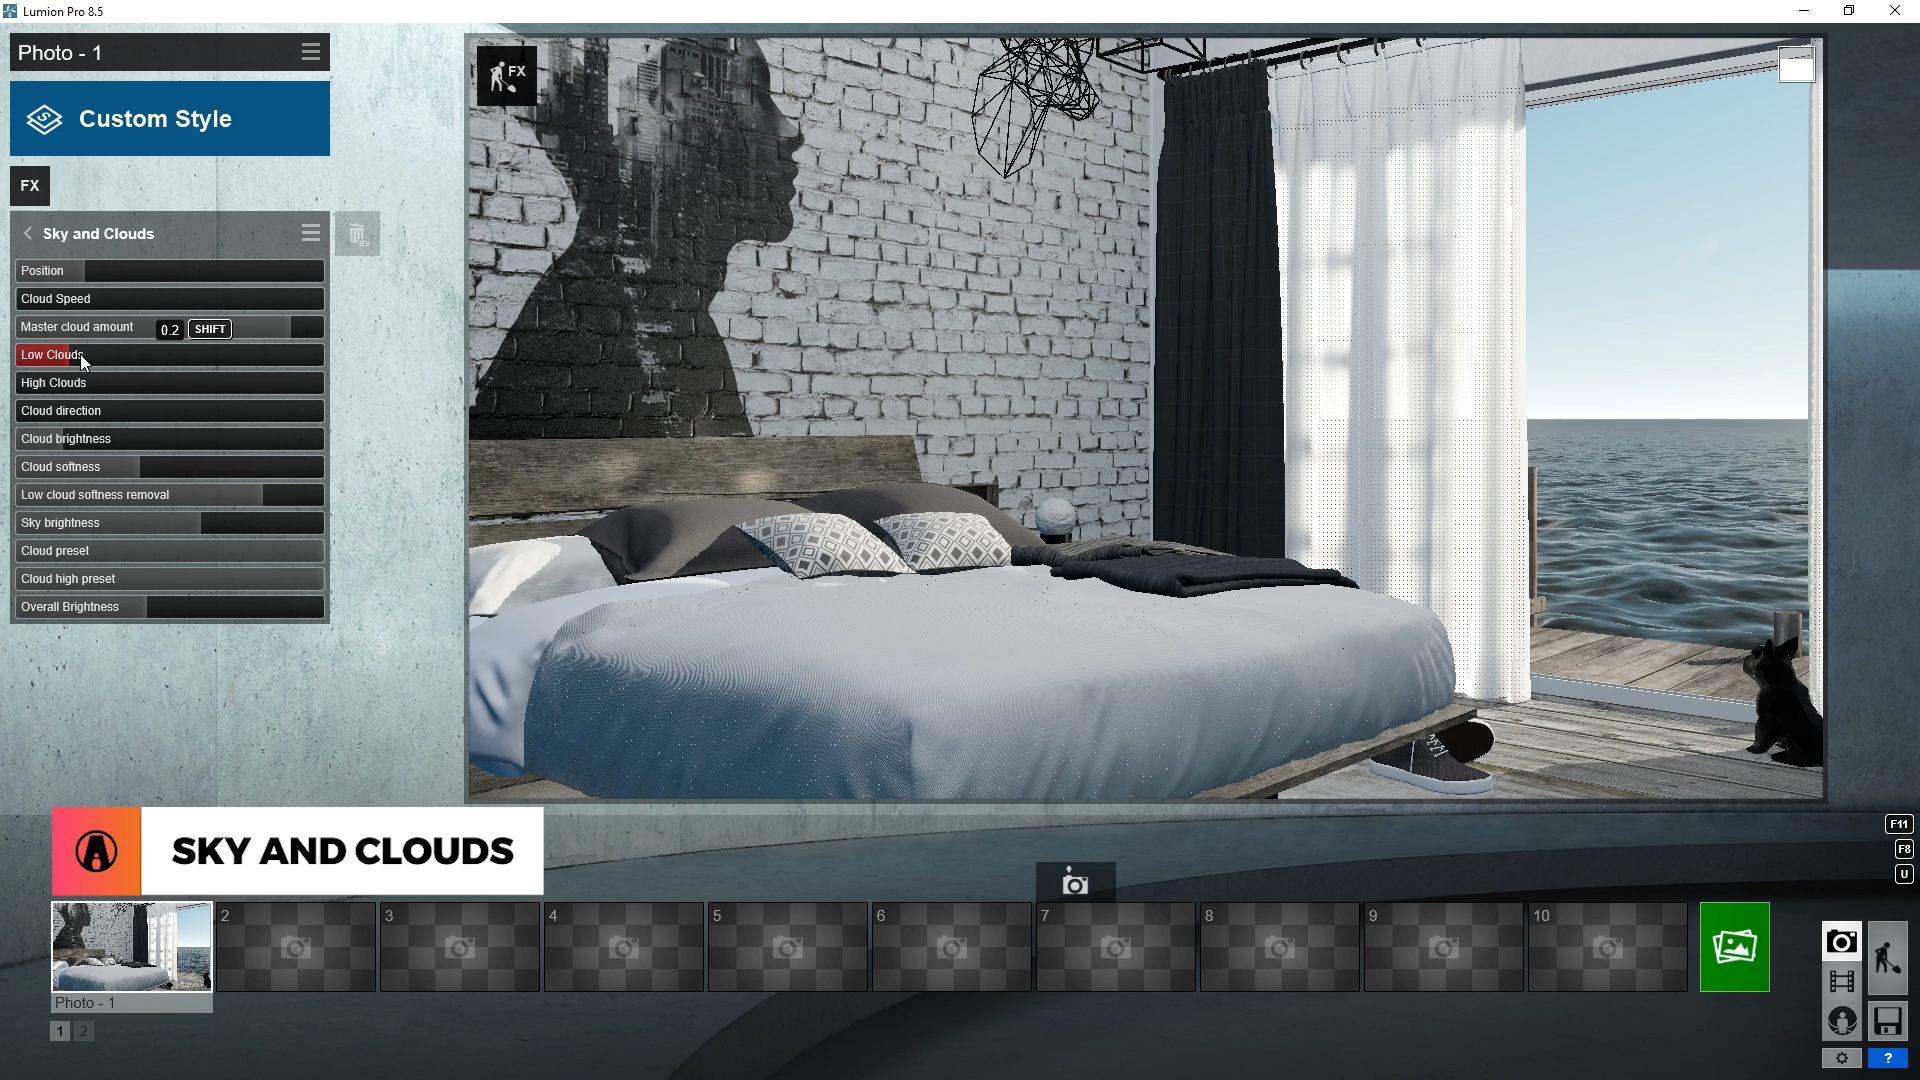 Lumion Pro 8.5
Photo - 1
Custom Style
FX
FX
Sky and Clouds
Position
Cloud Speed
Master cloud amount
0.2 SHIFT
Low Clouds
High Clouds
Cloud direction
Cloud brightness
Cloud softness
Low cloud softness removal
Sky brightness
Cloud preset
Cloud high preset
Overall Brightness
SKY AND CLOUDS
F11
F8
U
2 3 4 5 6 7 8 9 10
Photo - 1
1 2
?